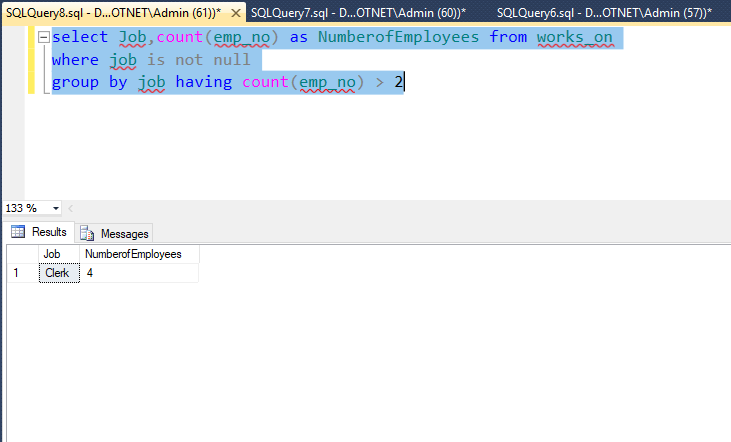 SQLQuery8.sql - D...OTNET\Admin (61))* SQLQuery7.sql - D...OTNET\Admin (60))* SQLQuery6.sql - D...OTNET\Admin (57))*
select Job,count(emp_no) as NumberofEmployees from works_on
where job is not null
group by job having count(emp_no) > 2
133 %
Results Messages
Job NumberofEmployees
1 Clerk 4